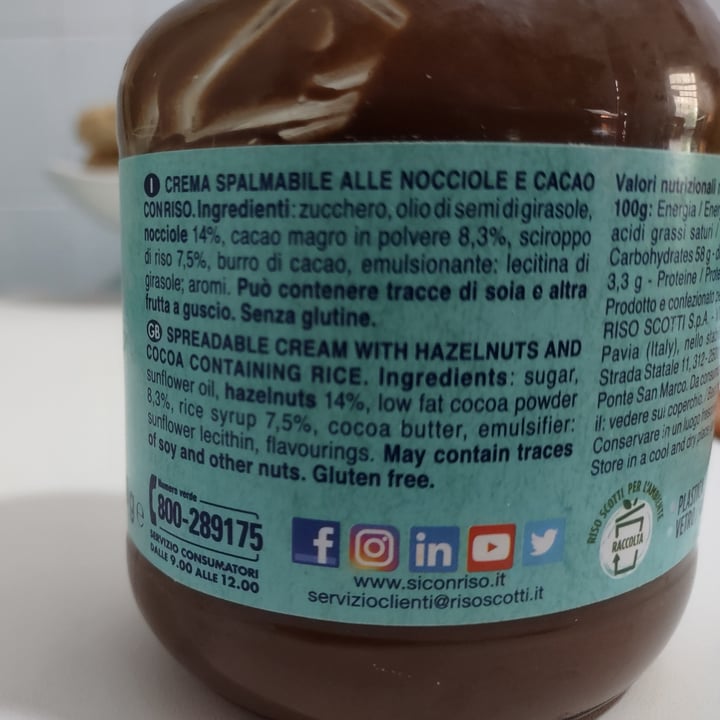 I CREMA SPALMABILE ALLE NOCCIOLE E CACAO
CON RISO. Ingredienti: zucchero, olio di semi di girasole,
nocciole 14%, cacao magro in polvere 8,3%, sciroppo
di riso 7,5%, burro di cacao, emulsionante: lecitina di
girasole; aromi. Può contenere tracce di soia e altra
frutta a guscio. Senza glutine.
GB SPREADABLE CREAM WITH HAZELNUTS AND
COCOA CONTAINING RICE. Ingredients: sugar,
sunflower oil, hazelnuts 14%, low fat cocoa powder
8,3%, rice syrup 7,5%, cocoa butter, emulsifier:
sunflower lecithin, flavourings. May contain traces
of soy and other nuts. Gluten free.
Numero verde
800-289175
SERVIZIO CONSUMATORI
DALLE 9.00 ALLE 12.00
www.siconriso.it
servizioclienti@risoscotti.it
Valori nutrizionali
100g: Energia / Ener
acidi grassi saturi /
Carbohydrates 58 g -
3,3 g - Proteine / Prote
Prodotto e confezionato
RISO SCOTTI S.p.A. -
Pavia (Italy), nello stab
Strada Statale 11, 312-
Ponte San Marco. Da consu
il: vedere sul coperchio.
Conservare in un luogo fresco
Store in a cool and dry place
RISO SCOTTI PER L'AMBIENTE
RACCOLTA
VETRO